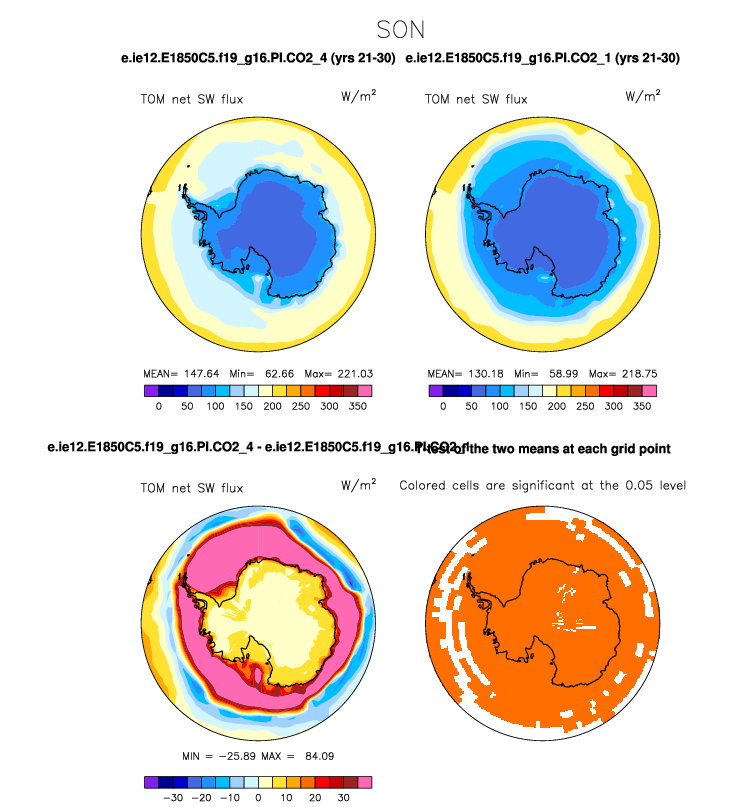 SON
e.ie12.E1850C5.f19_g16.PI.CO2_4 (yrs 21-30) e.ie12.E1850C5.f19_g16.PI.CO2_1 (yrs 21-30)
TOM net SW flux W/m²
TOM net SW flux W/m²
MEAN= 147.64 Min= 62.66 Max= 221.03
MEAN= 130.18 Min= 58.99 Max= 218.75
0 50 100 150 200 250 300 350
0 50 100 150 200 250 300 350
e.ie12.E1850C5.f19_g16.PI.CO2_4 - e.ie12.E1850C5.f19_g16.PI.CO2_1
T-test of the two means at each grid point
TOM net SW flux W/m²
Colored cells are significant at the 0.05 level
MIN = -25.89 MAX = 84.09
-30 -20 -10 0 10 20 30